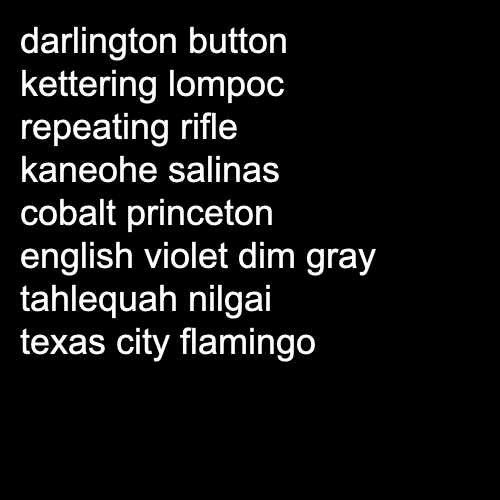 darlington button
kettering lompoc
repeating rifle
kaneohe salinas
cobalt princeton
english violet dim gray
tahlequah nilgai
texas city flamingo